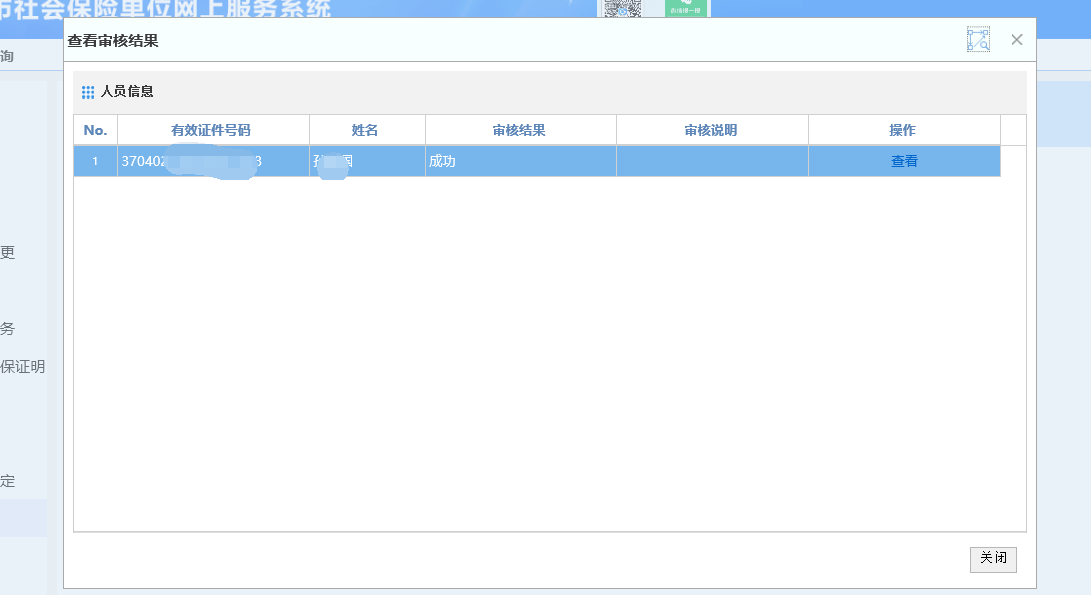 市社会保险单位网上服务系统
查看审核结果
询
人员信息
No. 有效证件号码 姓名 审核结果 审核说明 操作
1 37040 3 成功 查看
更
务
保证明
定
关闭